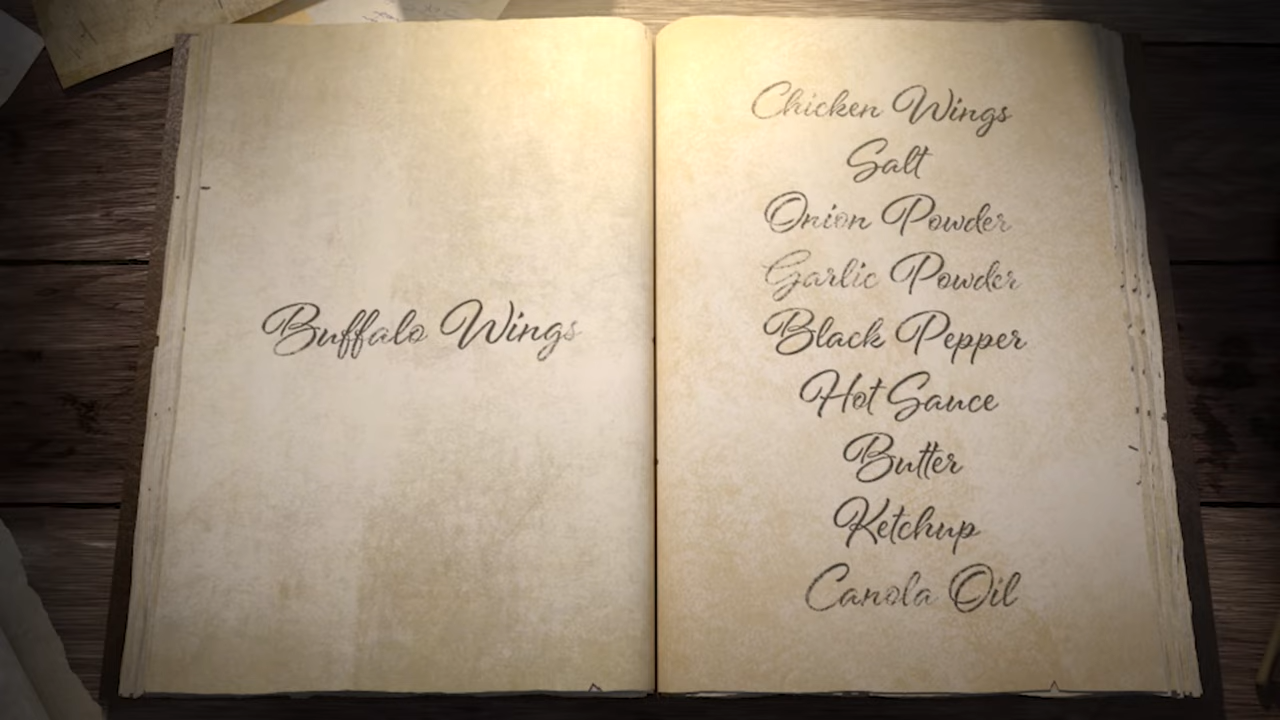 Buffalo Wings
Chicken Wings
Salt
Onion Powder
Garlic Powder
Black Pepper
Hot Sauce
Butter
Ketchup
Canola Oil